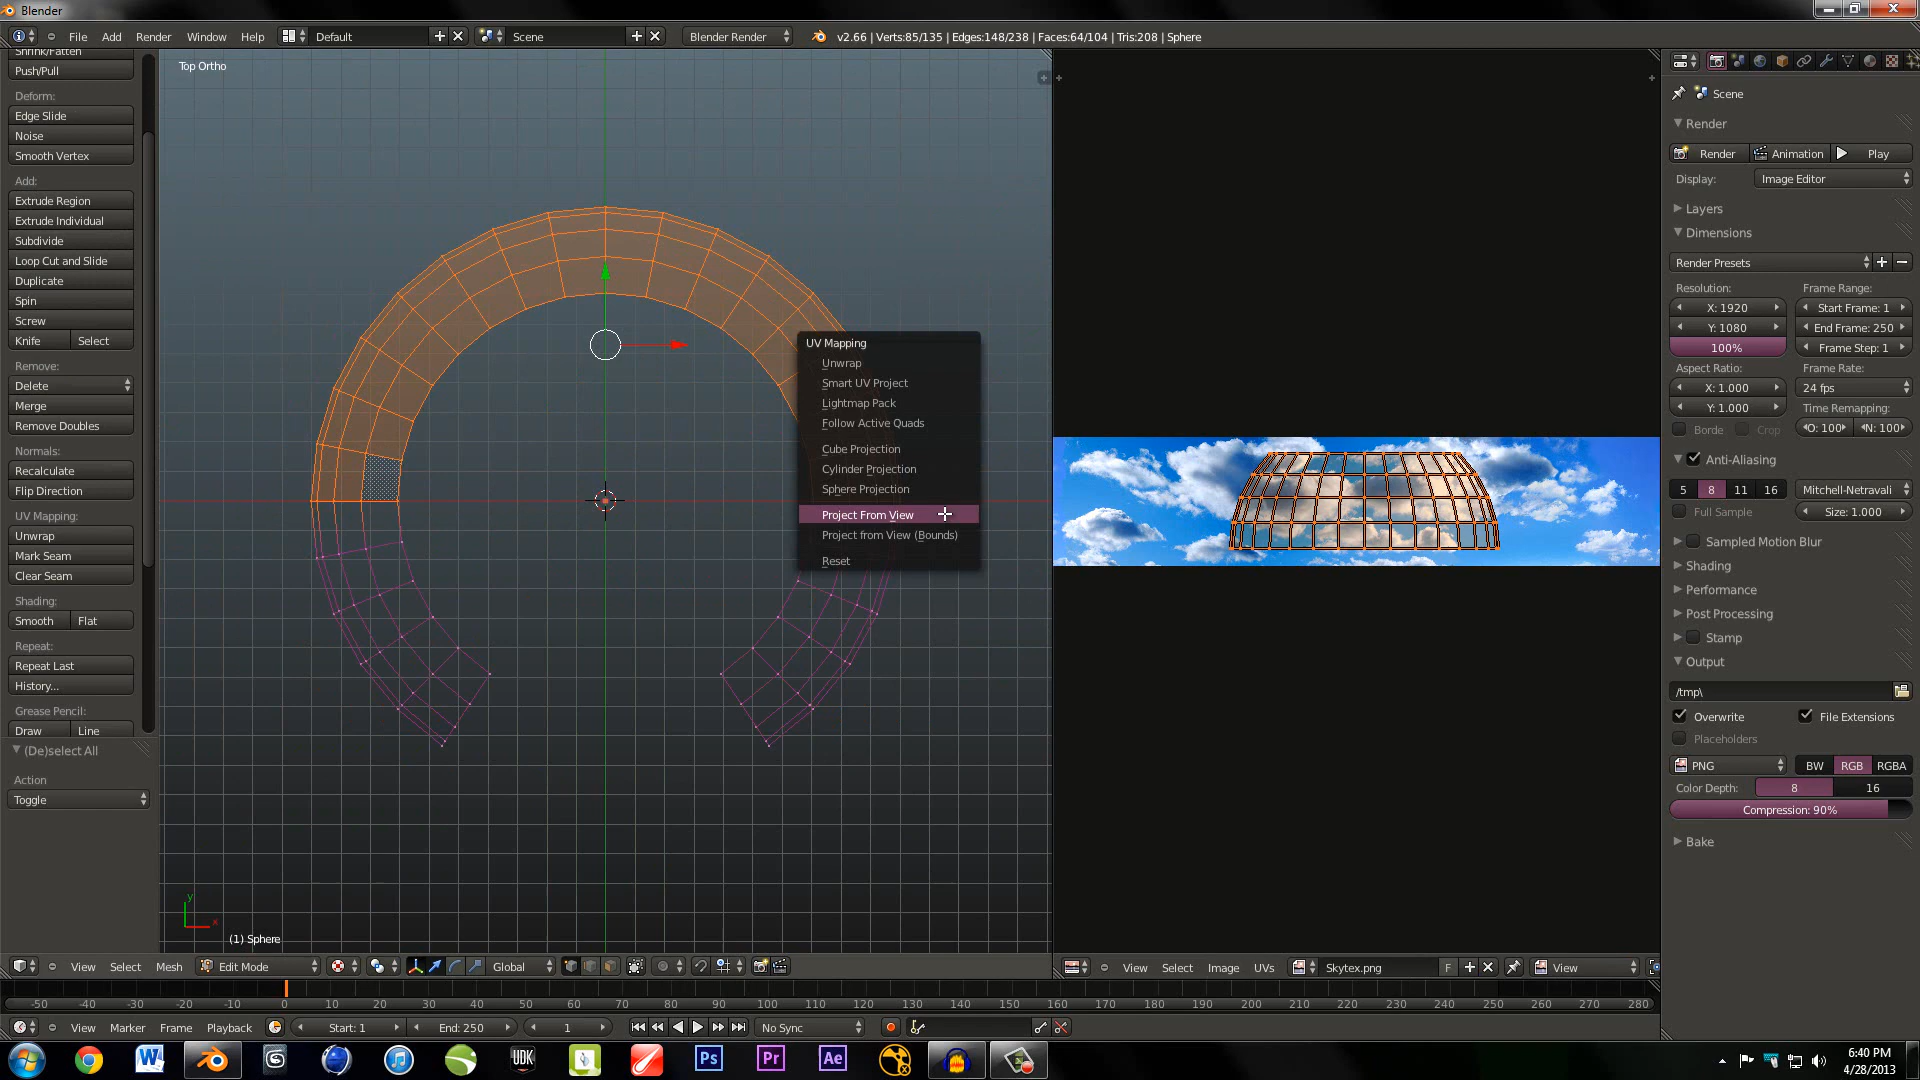 Blender
File Add Render Window Help Default Scene Blender Render v2.66 | Verts:85/135 | Edges:148/238 | Faces:64/104 | Tris:208 | Sphere
Shrink/Fatten
Push/Pull
Deform:
Edge Slide
Noise
Smooth Vertex
Add:
Extrude Region
Extrude Individual
Subdivide
Loop Cut and Slide
Duplicate
Spin
Screw
Knife Select
Remove:
Delete
Merge
Remove Doubles
Normals:
Recalculate
Flip Direction
UV Mapping:
Unwrap
Mark Seam
Clear Seam
Shading:
Smooth Flat
Repeat:
Repeat Last
History...
Grease Pencil:
Draw Line
(De)select All
Action
Toggle
Top Ortho
UV Mapping
Unwrap
Smart UV Project
Lightmap Pack
Follow Active Quads
Cube Projection
Cylinder Projection
Sphere Projection
Project From View
Project from View (Bounds)
Reset
y
x
(1) Sphere
View Select Mesh Edit Mode Global
View Select Image UVs Skytex.png F View
Scene
Render
Render Animation Play
Display: Image Editor
Layers
Dimensions
Render Presets
Resolution: Frame Range:
X: 1920 Start Frame: 1
Y: 1080 End Frame: 250
100% Frame Step: 1
Aspect Ratio: Frame Rate:
X: 1.000 24 fps
Y: 1.000 Time Remapping:
Borde Crop O: 100 N: 100
Anti-Aliasing
5 8 11 16 Mitchell-Netravali
Full Sample Size: 1.000
Sampled Motion Blur
Shading
Performance
Post Processing
Stamp
Output
/tmp\
Overwrite File Extensions
Placeholders
PNG BW RGB RGBA
Color Depth: 8 16
Compression: 90%
Bake
-50 -40 -30 -20 -10 0 10 20 30 40 50 60 70 80 90 100 110 120 130 140 150 160 170 180 190 200 210 220 230 240 250 260 270 280
View Marker Frame Playback Start: 1 End: 250 1 No Sync
W UDK Ps Pr Ae
6:40 PM
4/28/2013